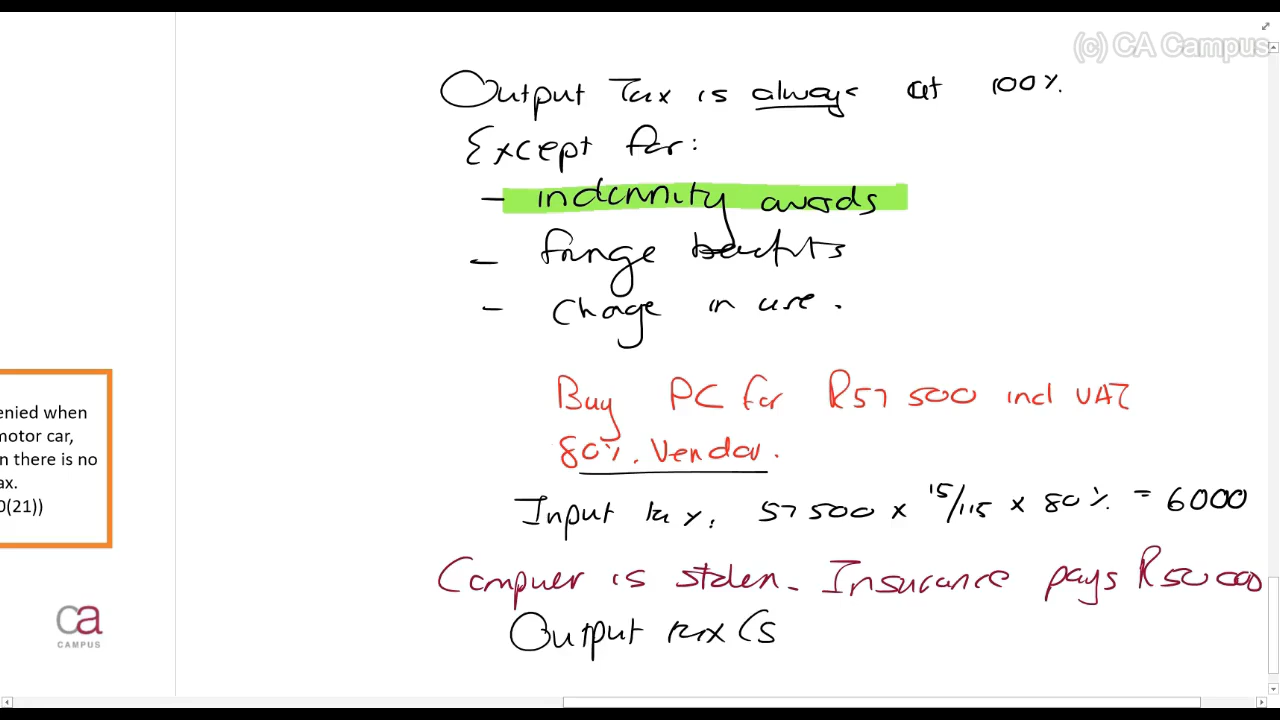 (c) CA Campus
Output Tax is always at 100%.
Except for:
- indemnity awards
- fringe benefits
- Change in use.
Buy PC for R57 500 incl VAT
80% Vendor.
Input tax: 57 500 x 15/115 x 80% = 6000
Computer is stolen. Insurance pays R50 000
Output tax (s
enied when
motor car,
n there is no
ax.
0(21))
ca
CAMPUS